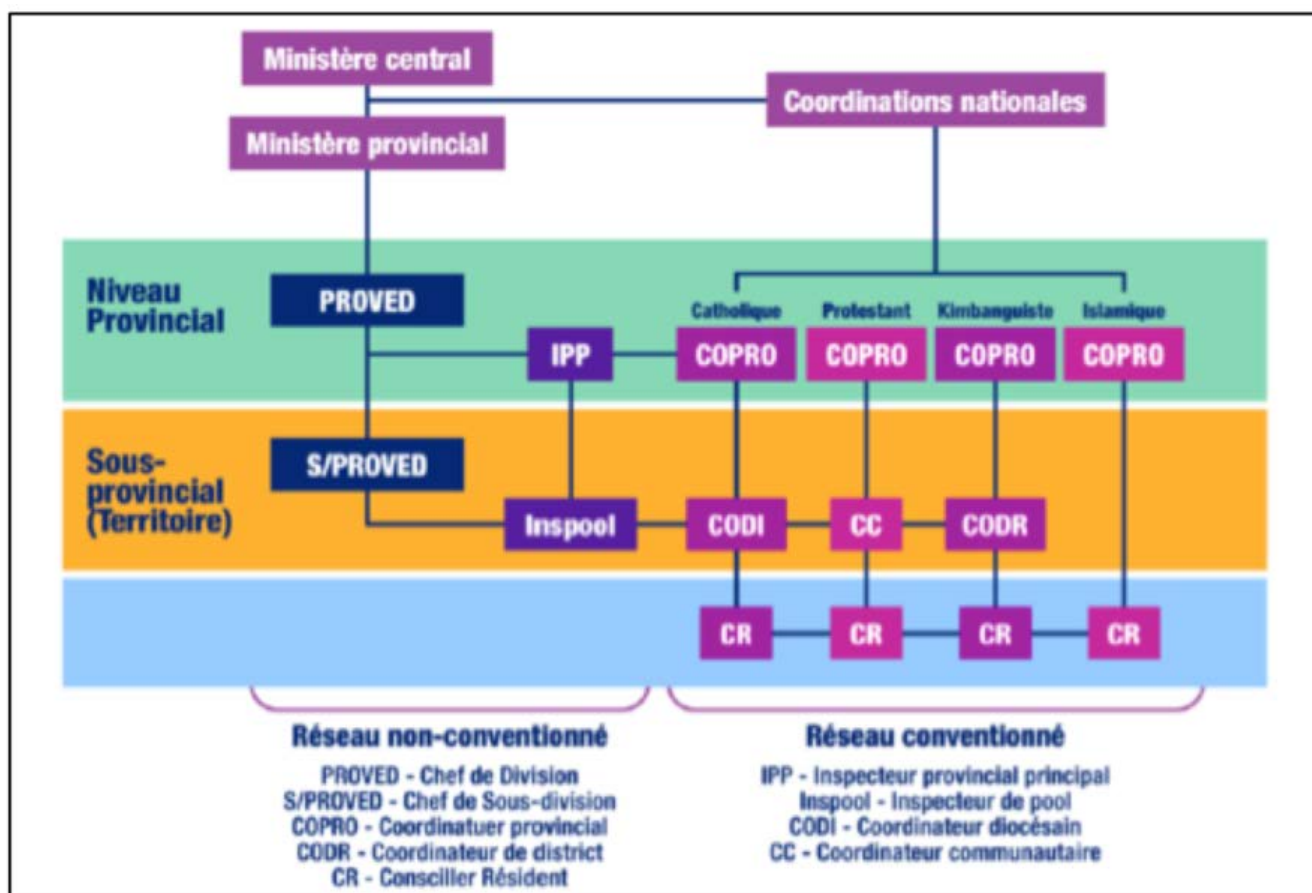 Ministère central
Coordinations nationales
Ministère provincial
Niveau
Provincial
PROVED
Catholique
Protestant
Kimbanguiste
Islamique
IPP
COPRO
COPRO
COPRO
COPRO
Sous-
provincial
(Territoire)
S/PROVED
Inspool
CODI
CC
CODR
CR
CR
CR
CR
Réseau non-conventionné
PROVED - Chef de Division
S/PROVED - Chef de Sous-division
COPRO - Coordinatuer provincial
CODR - Coordinateur de district
CR - Consciller Résident
Réseau conventionné
IPP - Inspecteur provincial principal
Inspool - Inspecteur de pool
CODI - Coordinateur diocésain
CC - Coordinateur communautaire